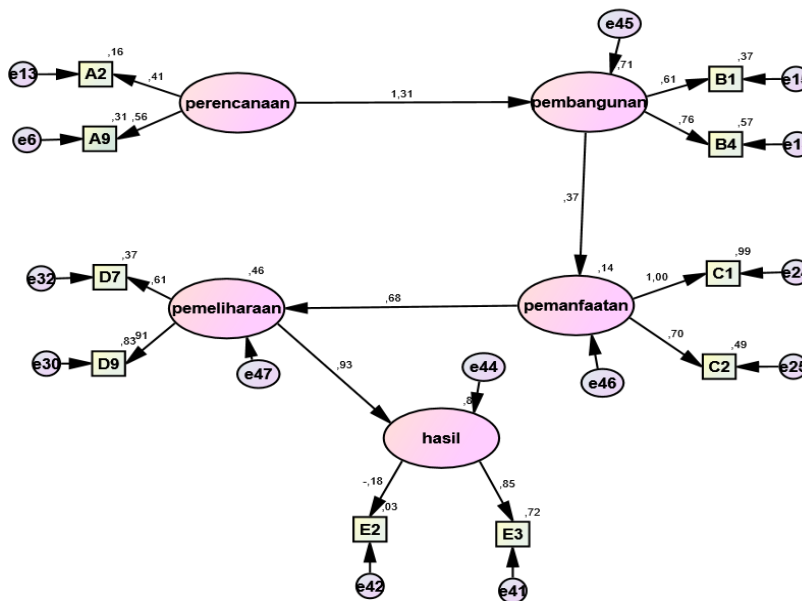 e45
,16
e13
A2
,41
,71
,37
,61
B1
perencanaan
1,31
pembangunan
,31
,56
e6
A9
,76
,57
B4
,37
,37
e32
D7
,61
,46
,14
1,00
,99
C1
pemeliharaan
,68
pemanfaatan
,83
,91
e30
D9
e47
,93
e44
e46
,70
,49
C2
e25
hasil
-,18
,03
,85
E2
,72
E3
e42
e41